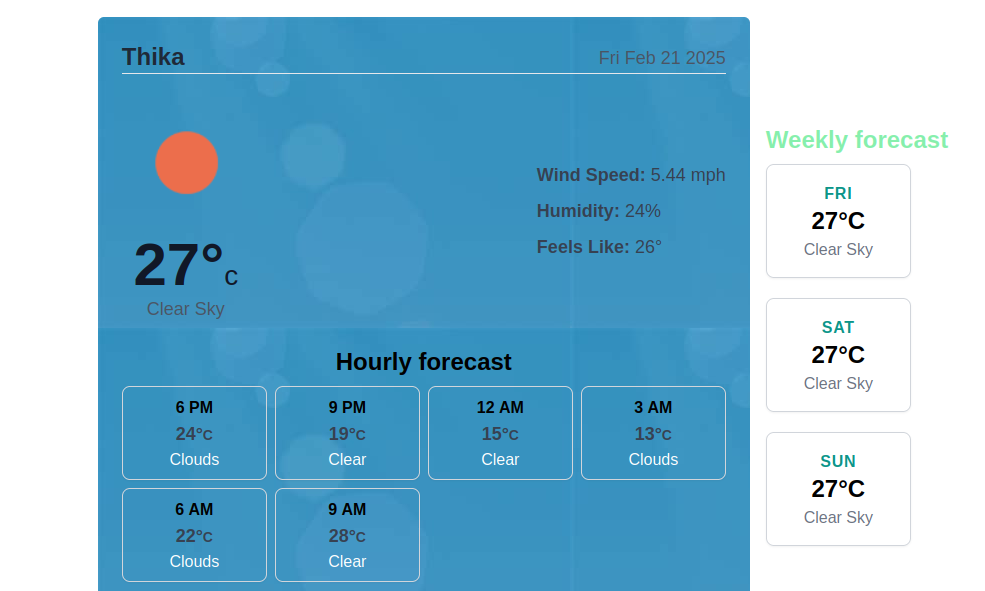 Thika
Fri Feb 21 2025
27°c
Clear Sky
Wind Speed: 5.44 mph
Humidity: 24%
Feels Like: 26°
Hourly forecast
6 PM
24°C
Clouds
9 PM
19°C
Clear
12 AM
15°C
Clear
3 AM
13°C
Clouds
6 AM
22°C
Clouds
9 AM
28°C
Clear
Weekly forecast
FRI
27°C
Clear Sky
SAT
27°C
Clear Sky
SUN
27°C
Clear Sky